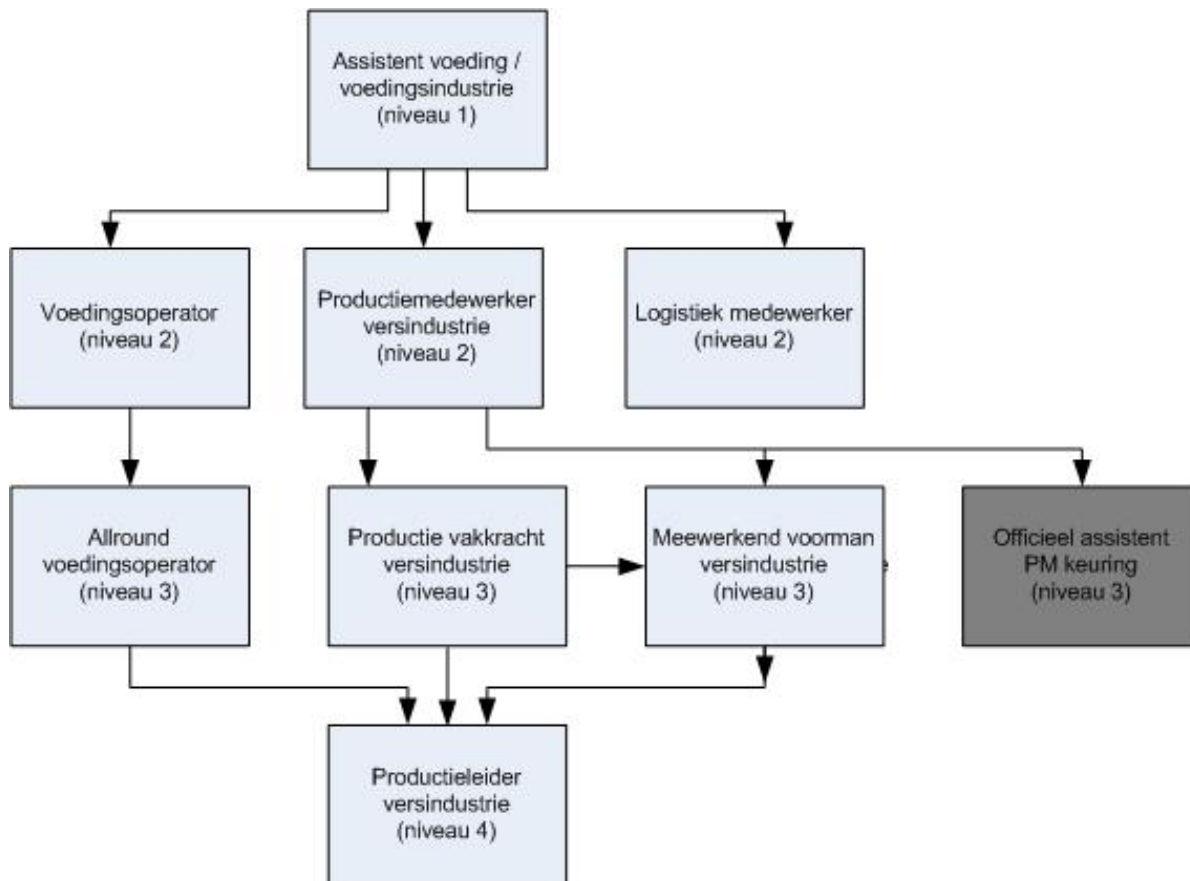 Assistent voeding /
voedingsindustrie
(niveau 1)
Voedingsoperator
(niveau 2)
Productiemedewerker
versindustrie
(niveau 2)
Logistiek medewerker
(niveau 2)
Allround
voedingsoperator
(niveau 3)
Productie vakkracht
versindustrie
(niveau 3)
Meewerkend voorman
versindustrie
(niveau 3)
e
Officieel assistent
PM keuring
(niveau 3)
Productieleider
versindustrie
(niveau 4)